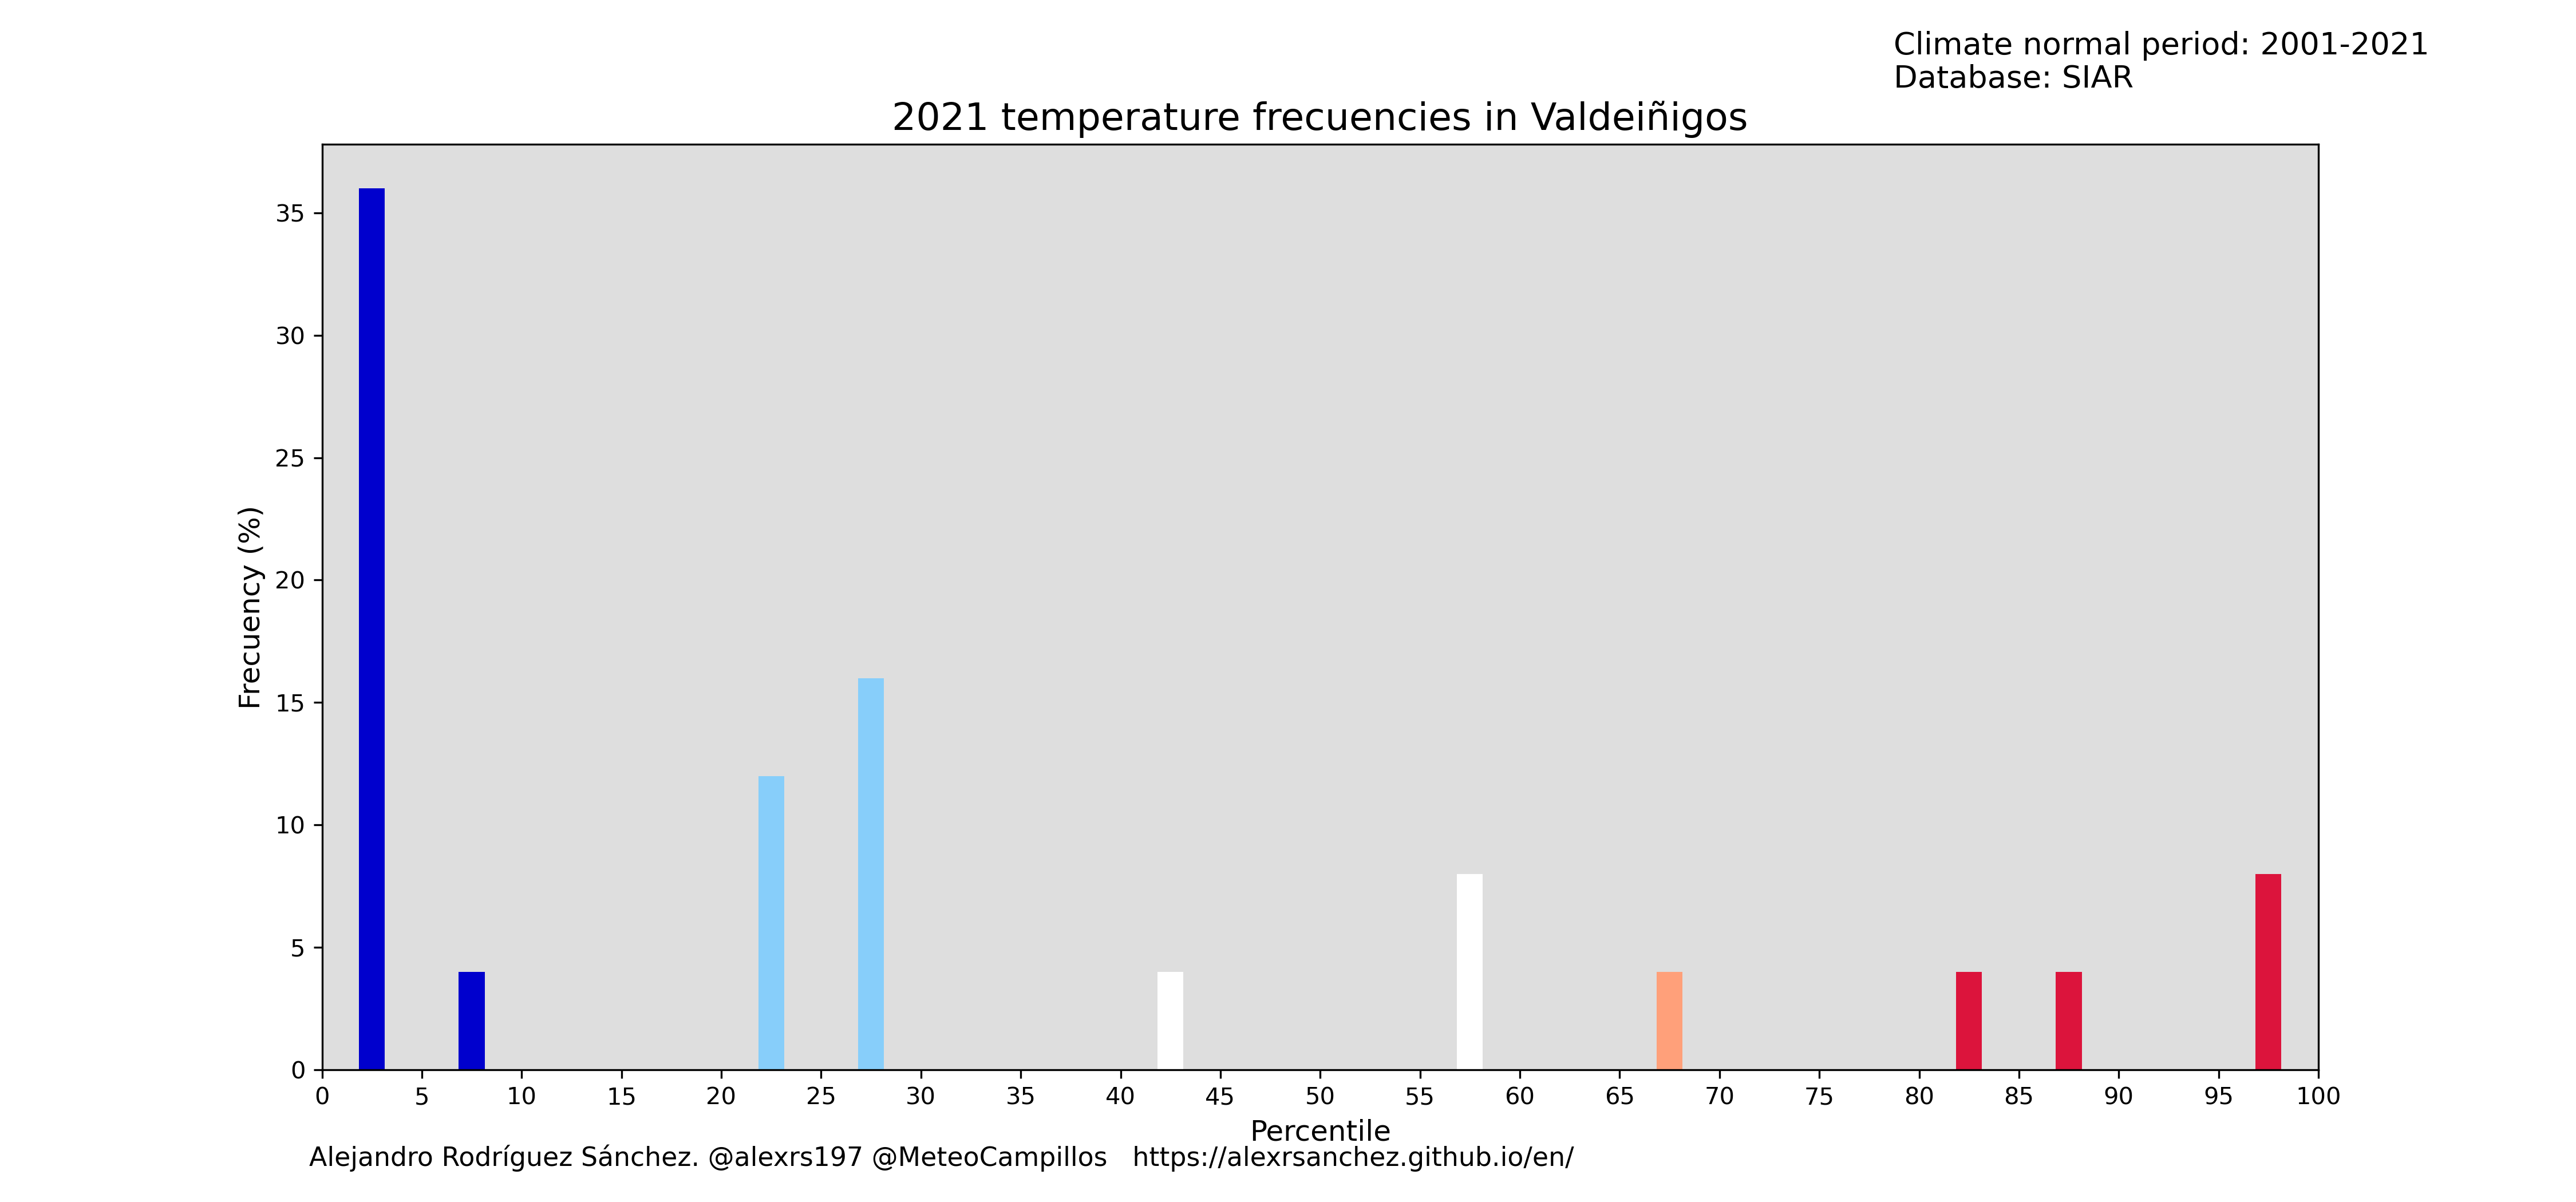 Climate normal period: 2001-2021
Database: SIAR
2021 temperature frecuencies in Valdeiñigos
Frecuency (%)
35
30
25
20
15
10
5
0
0 5 10 15 20 25 30 35 40 45 50 55 60 65 70 75 80 85 90 95 100
Percentile
Alejandro Rodríguez Sánchez. @alexrs197 @MeteoCampillos https://alexrsanchez.github.io/en/